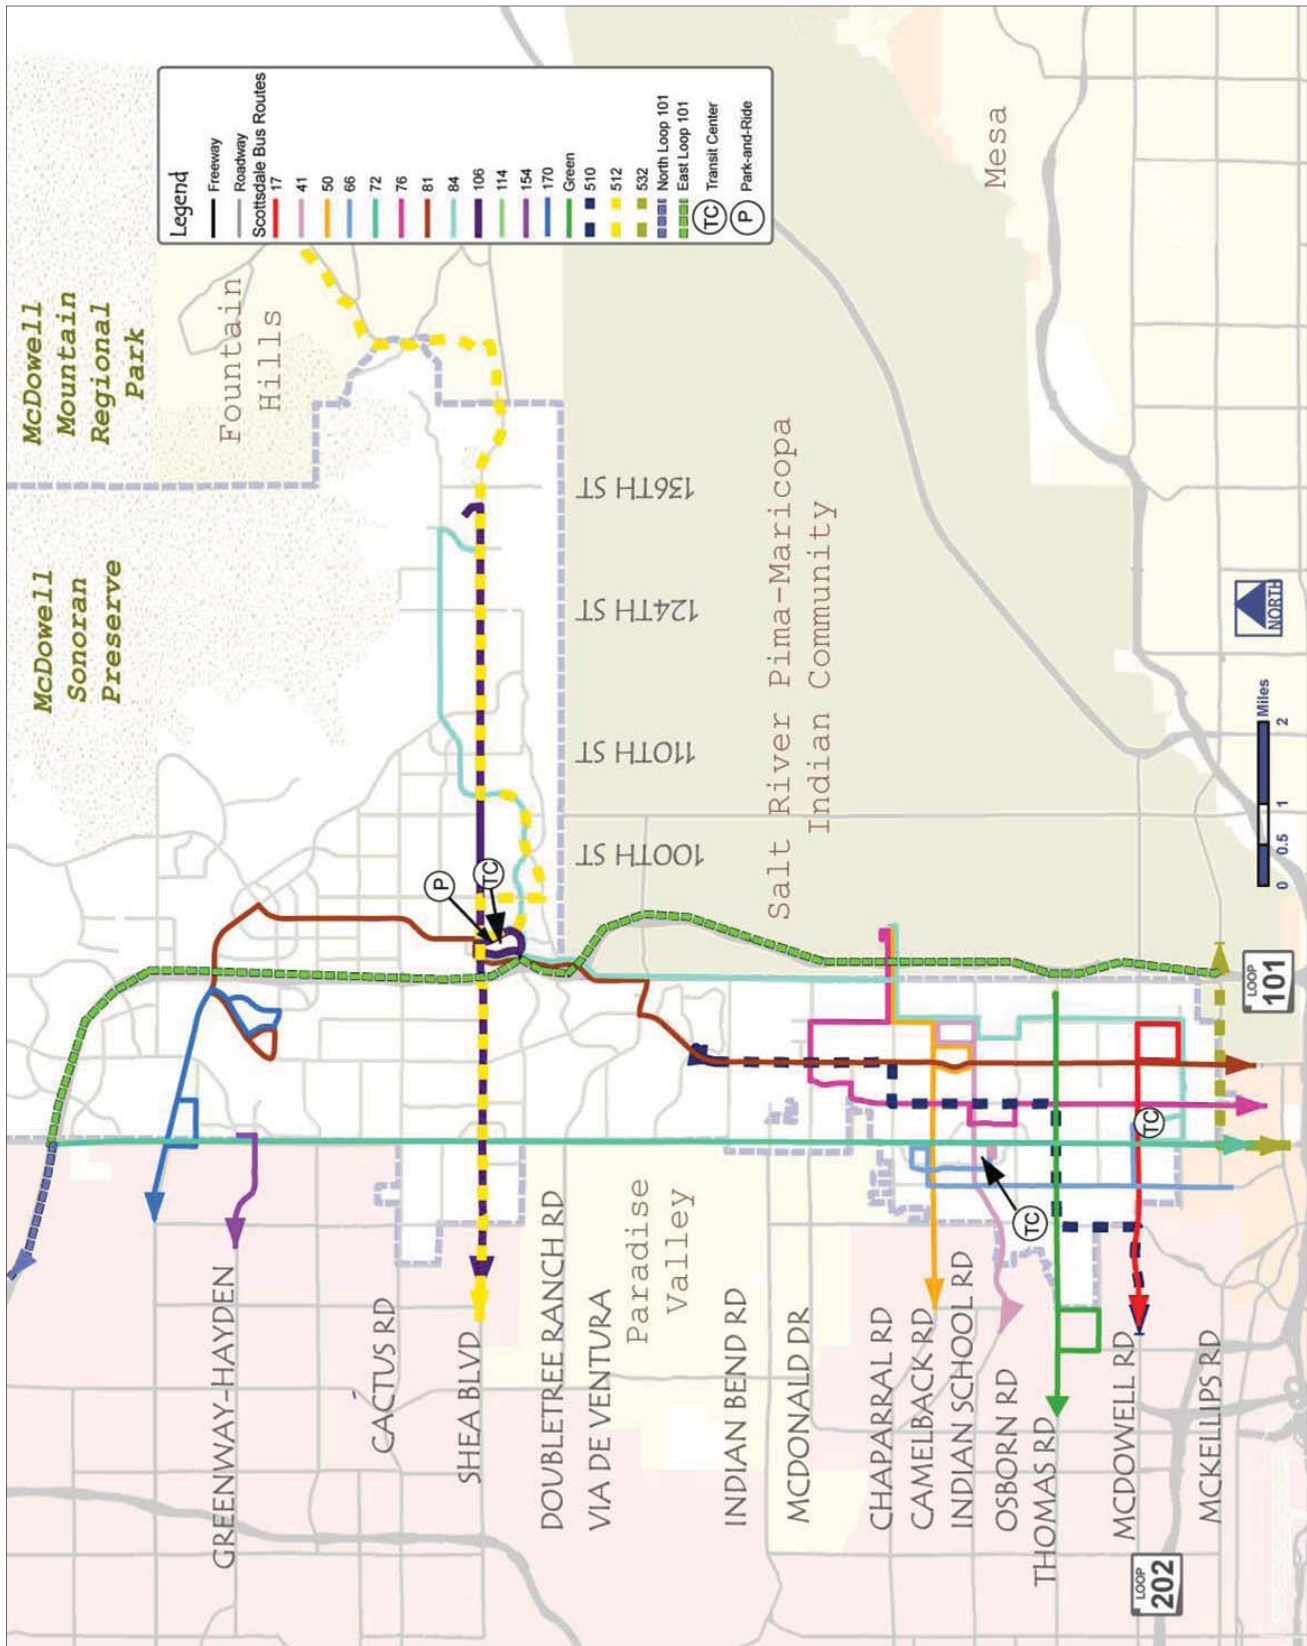 McDowell
Mountain
Regional
Park
McDowell
Sonoran
Preserve
Fountain
Hills
Legend
Freeway
Roadway
Scottsdale Bus Routes
17
41
50
66
72
76
81
84
106
114
154
170
Green
510
512
532
North Loop 101
East Loop 101
TC Transit Center
P Park-and-Ride
Mesa
136TH ST
124TH ST
110TH ST
100TH ST
Salt River Pima-Maricopa
Indian Community
P
TC
TC
TC
GREENWAY-HAYDEN
CACTUS RD
SHEA BLVD
DOUBLETREE RANCH RD
VIA DE VENTURA
Paradise
Valley
INDIAN BEND RD
MCDONALD DR
CHAPARRAL RD
CAMELBACK RD
INDIAN SCHOOL RD
OSBORN RD
THOMAS RD
MCDOWELL RD
MCKELLIPS RD
LOOP
202
LOOP
101
NORTH
Miles
0 0.5 1 2